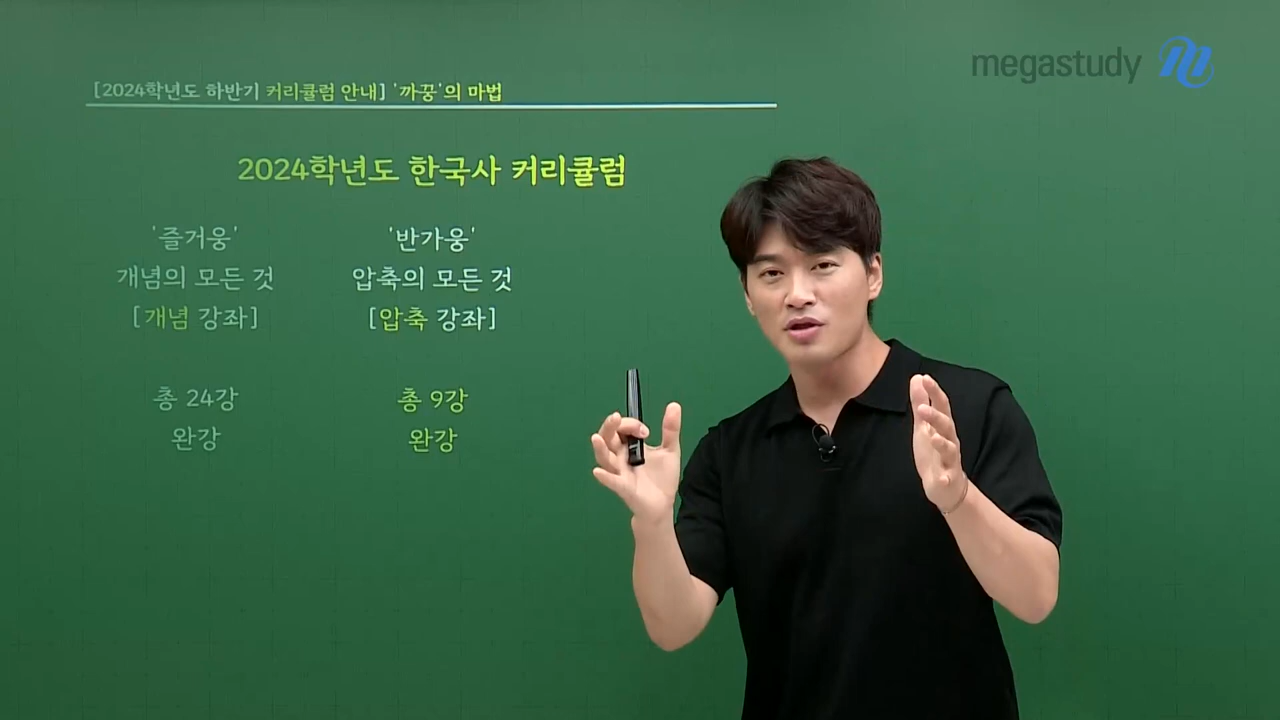 megastudy
[2024학년도 하반기 커리큘럼 안내] '까꿍'의 마법
2024학년도 한국사 커리큘럼
'즐거웅'
개념의 모든 것
[개념 강좌]
총 24강
완강
'반가웅'
압축의 모든 것
[압축 강좌]
총 9강
완강